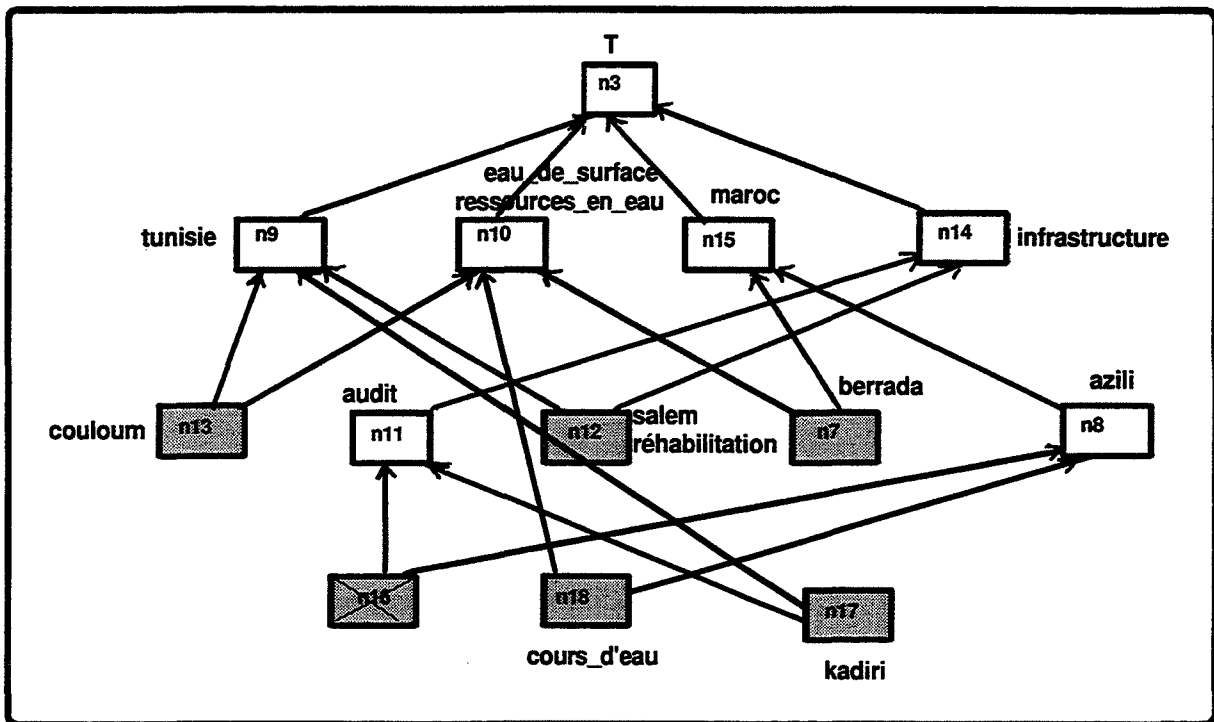 T
n3
eau_de_surface
ressources_en_eau
maroc
tunisie
n9
n10
n15
n14
infrastructure
audit
berrada
azili
couloum
n13
n11
n12
salem
réhabilitation
n7
n8
n16
n18
n17
cours_d'eau
kadiri